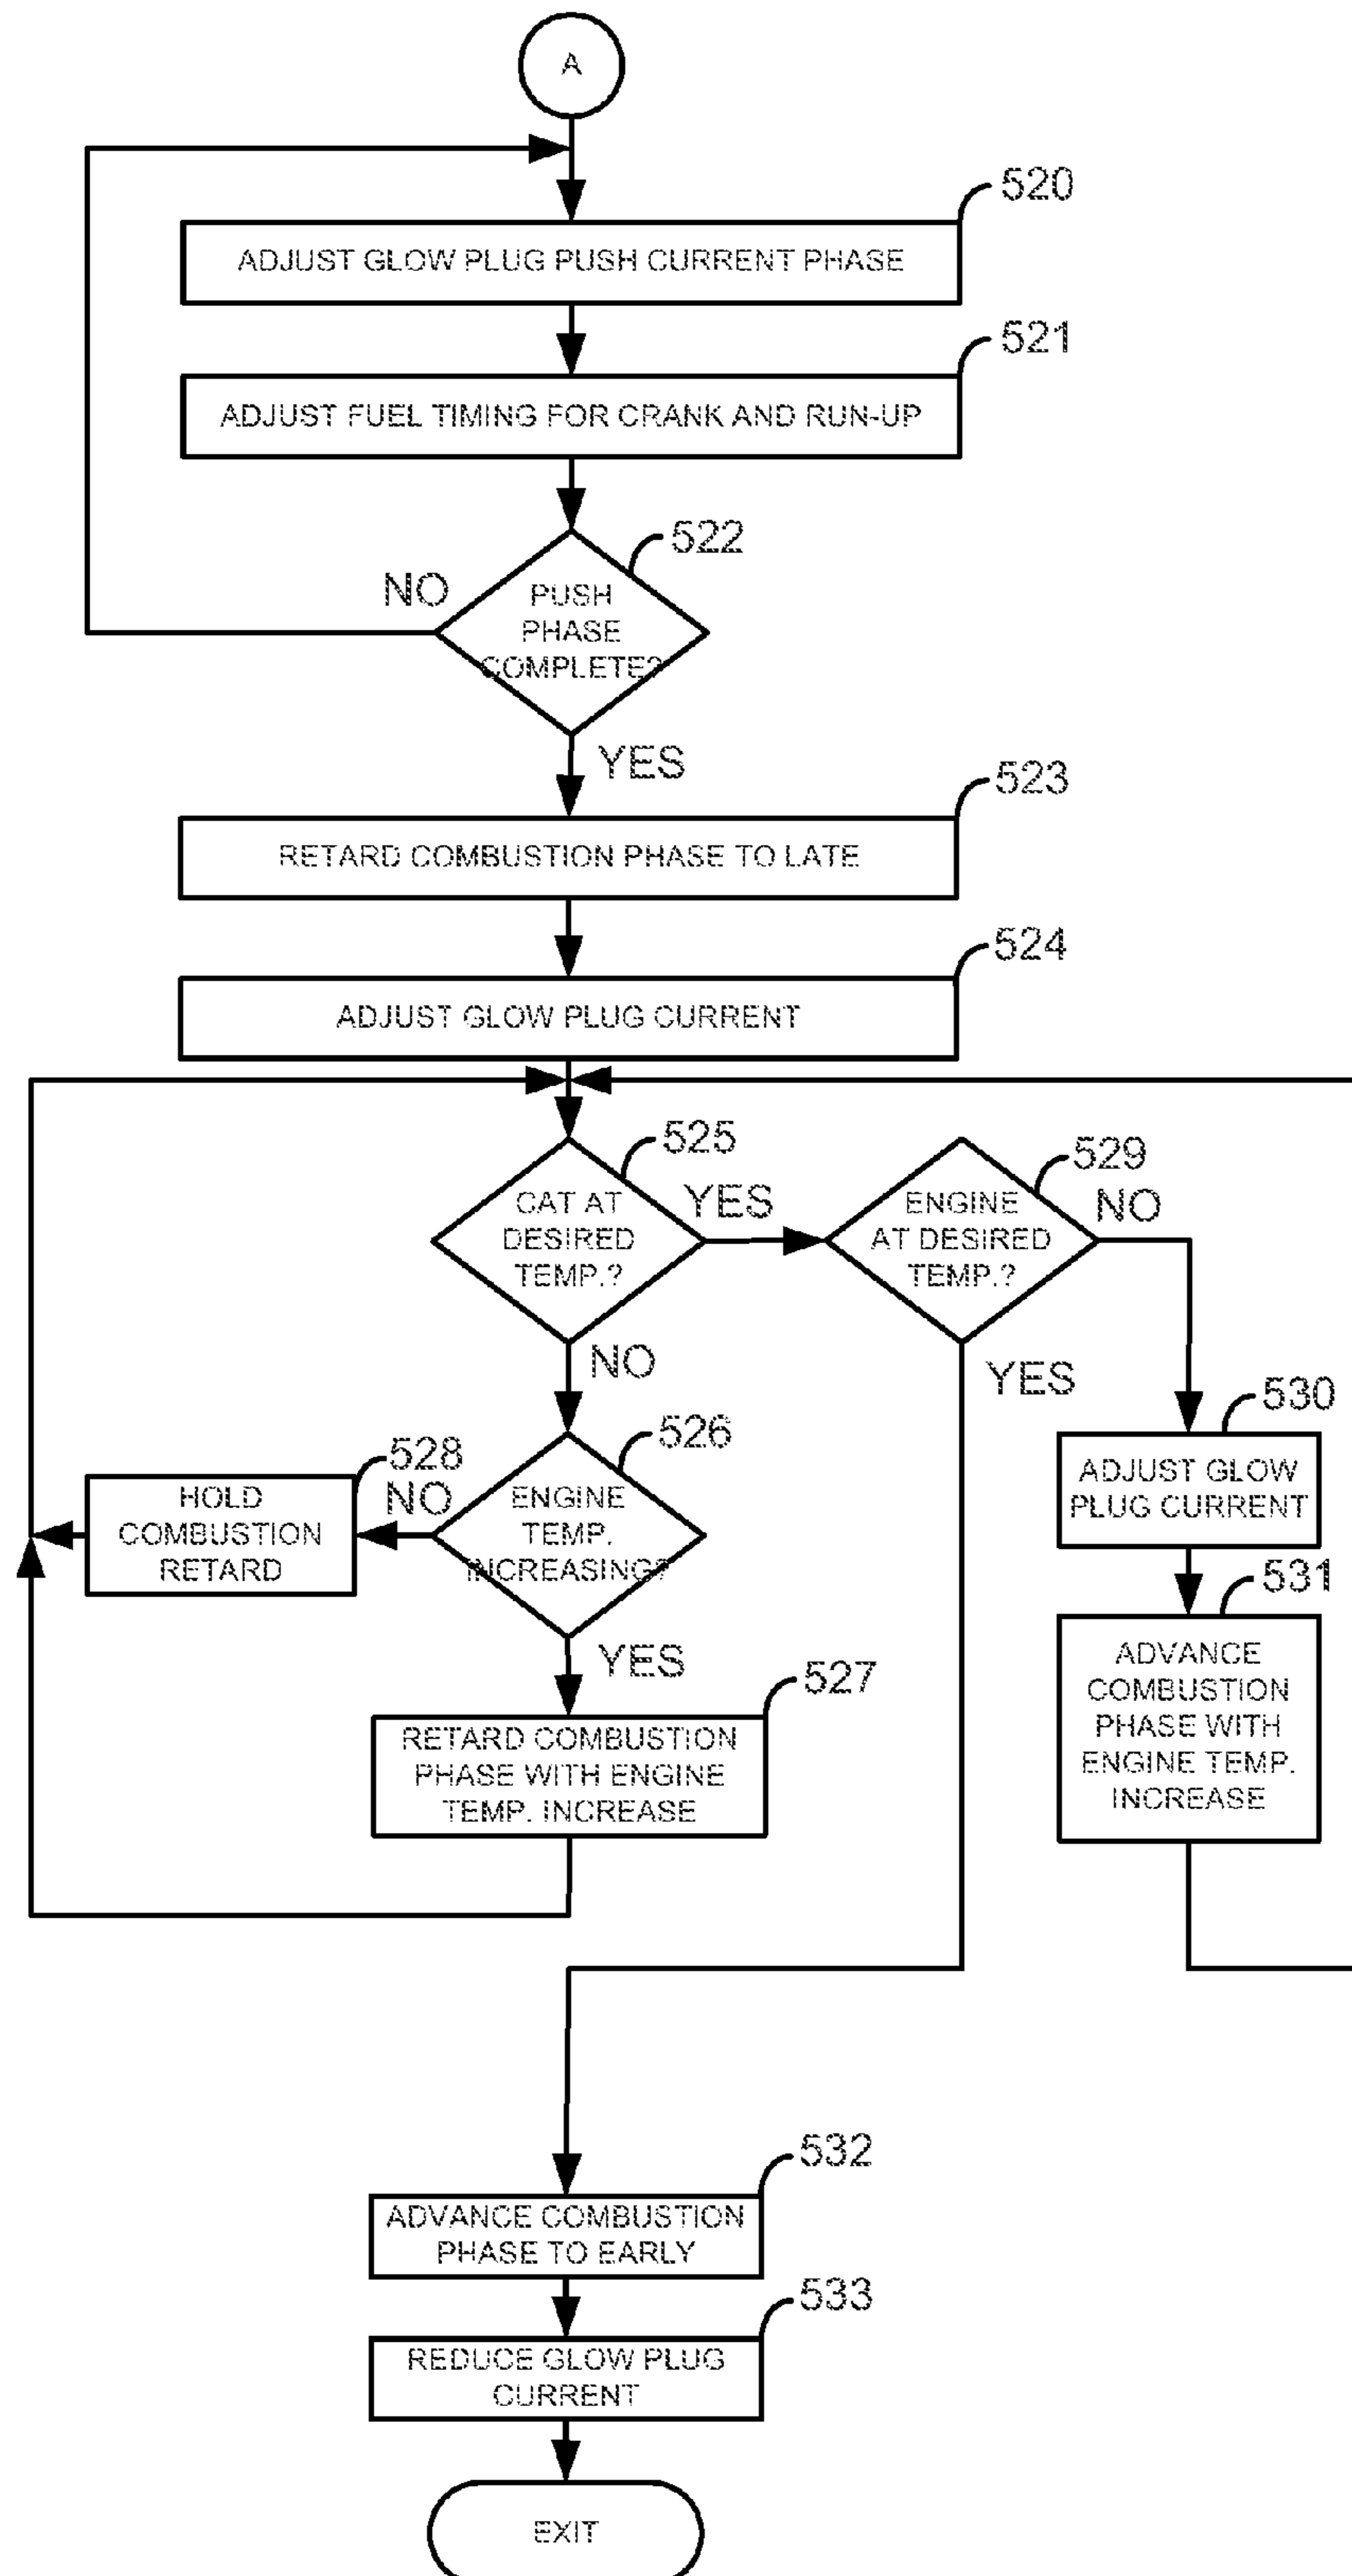 A
520
ADJUST GLOW PLUG PUSH CURRENT PHASE
521
ADJUST FUEL TIMING FOR CRANK AND RUN-UP
522
NO
PUSH
PHASE
COMPLETE?
YES
523
RETARD COMBUSTION PHASE TO LATE
524
ADJUST GLOW PLUG CURRENT
525
CAT AT
DESIRED
TEMP.?
YES
529
ENGINE
AT DESIRED
TEMP.?
NO
NO
YES
526
ENGINE
TEMP.
INCREASING?
NO
528
HOLD
COMBUSTION
RETARD
530
ADJUST GLOW
PLUG CURRENT
531
ADVANCE
COMBUSTION
PHASE WITH
ENGINE TEMP.
INCREASE
YES
527
RETARD COMBUSTION
PHASE WITH ENGINE
TEMP. INCREASE
532
ADVANCE COMBUSTION
PHASE TO EARLY
533
REDUCE GLOW PLUG
CURRENT
EXIT